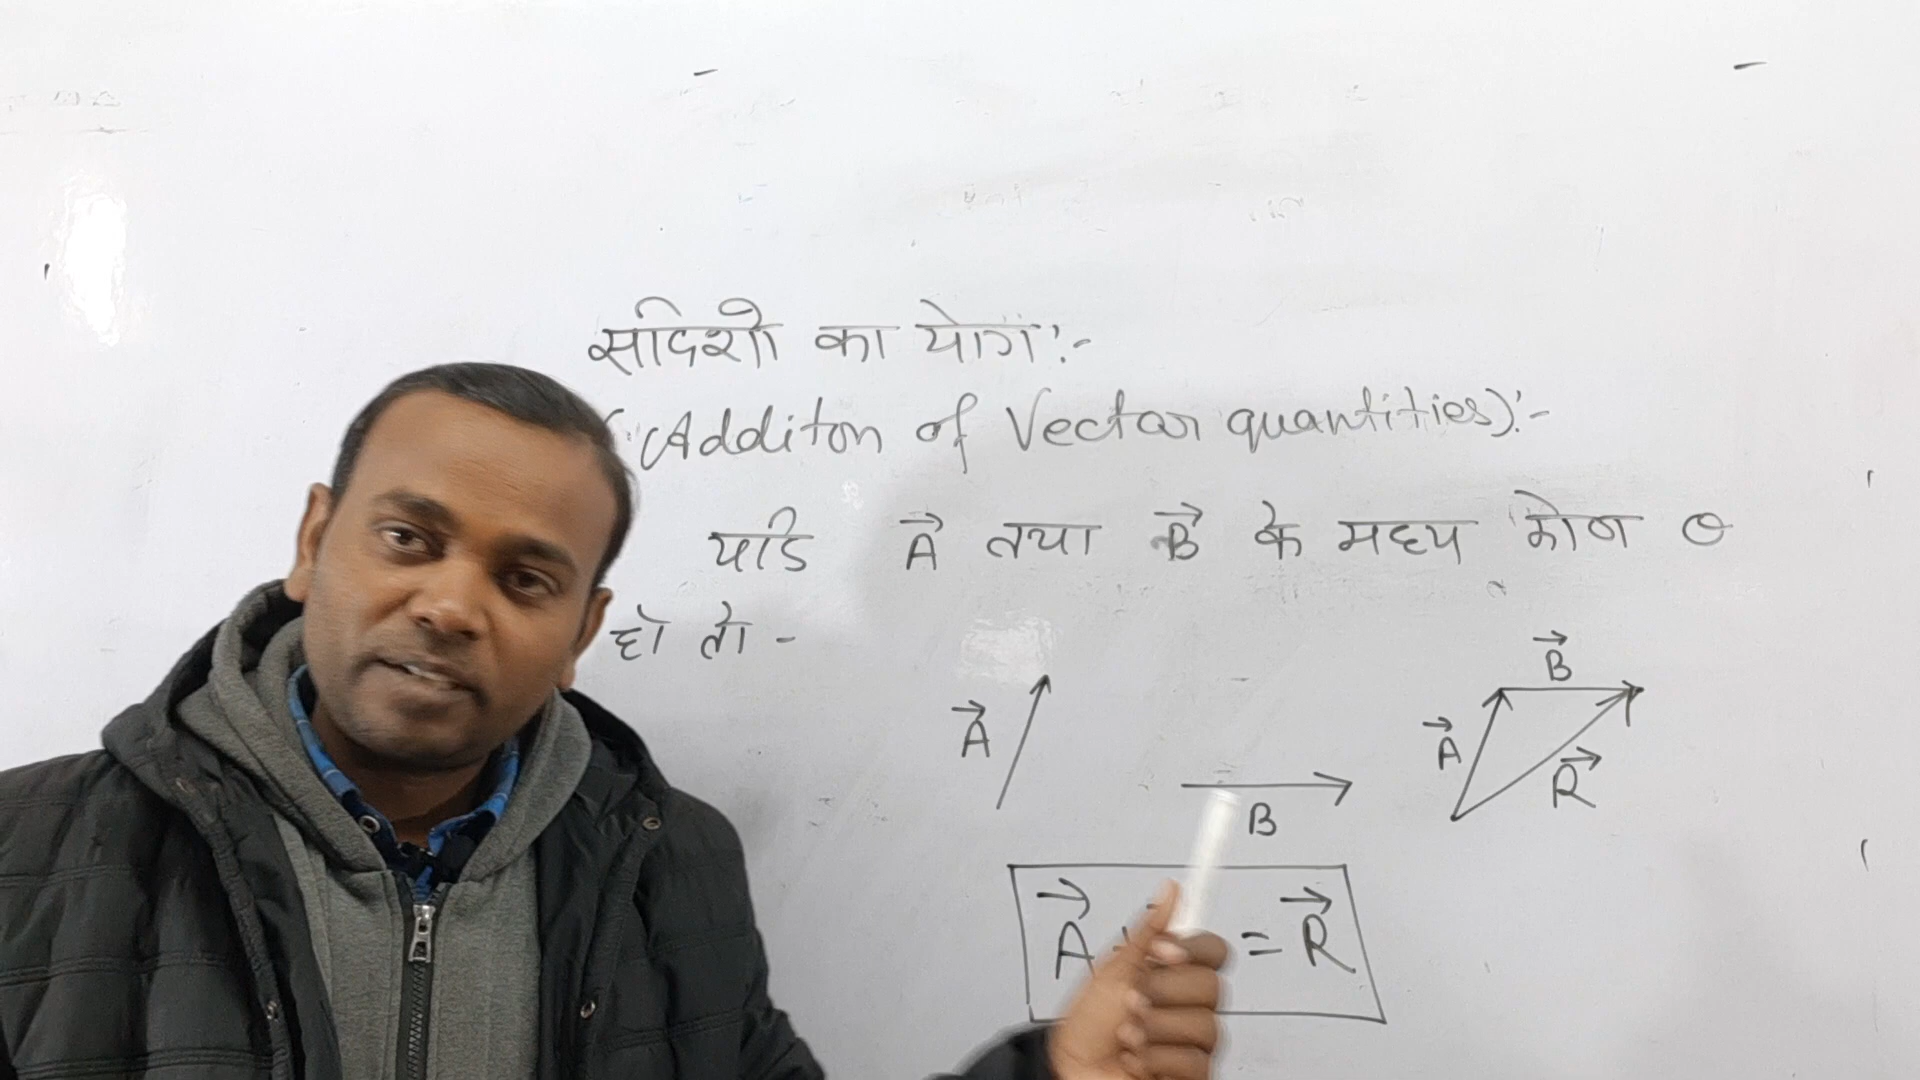 सदिशो का योग :-
(Additon of Vector quantities):-
यदि A⃗ तथा B⃗ के मध्य कोण θ
हो तो -
A⃗
B
B⃗
A⃗
R⃗
A⃗ = R⃗